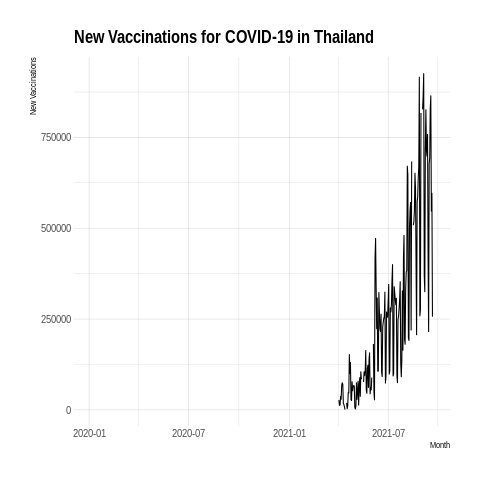 New Vaccinations for COVID-19 in Thailand
New Vaccinations
750000
500000
250000
0
2020-01 2020-07 2021-01 2021-07
Month